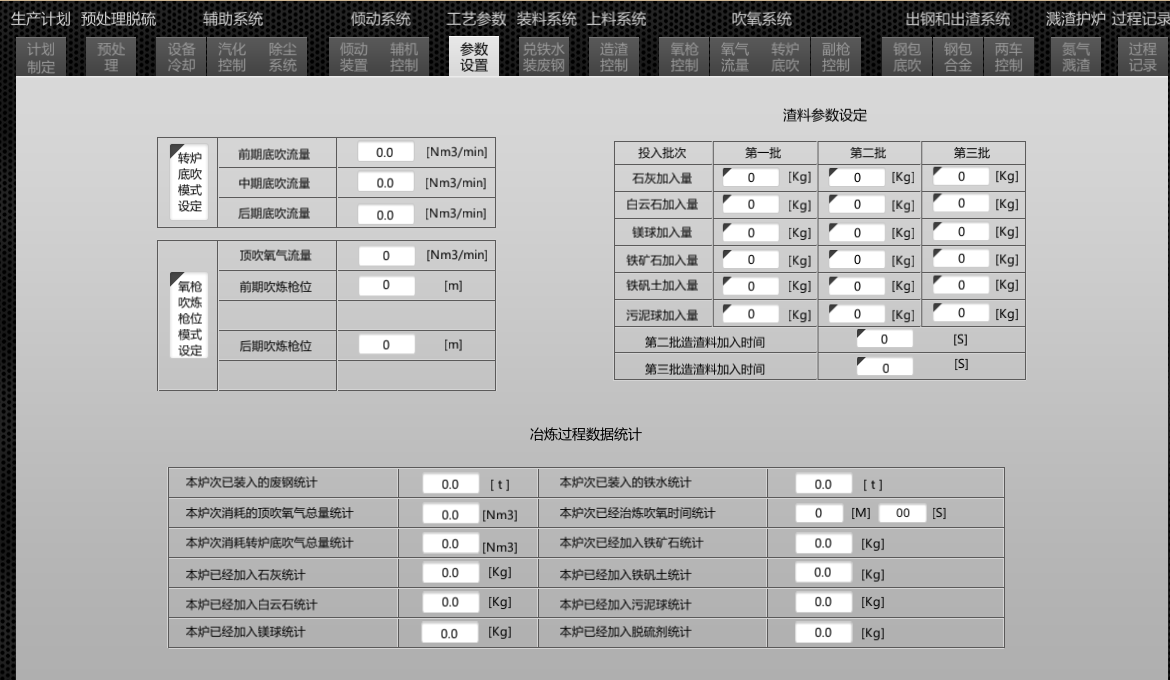 生产计划 预处理脱硫 辅助系统 倾动系统 工艺参数 装料系统 上料系统 吹氧系统 出钢和出渣系统 溅渣护炉 过程记录
计划制定 预处理 设备冷却 汽化控制 除尘系统 倾动装置 辅机控制 参数设置 兑铁水装废钢 造渣控制 氧枪控制 氧气流量 转炉底吹 副枪控制 钢包底吹 钢包合金 两车控制 氮气溅渣 过程记录
转炉
底吹
模式
设定
前期底吹流量 0.0 [Nm3/min]
中期底吹流量 0.0 [Nm3/min]
后期底吹流量 0.0 [Nm3/min]
氧枪
吹炼
枪位
模式
设定
顶吹氧气流量 0 [Nm3/min]
前期吹炼枪位 0 [m]
后期吹炼枪位 0 [m]
渣料参数设定
投入批次 第一批 第二批 第三批
石灰加入量 0 [Kg] 0 [Kg] 0 [Kg]
白云石加入量 0 [Kg] 0 [Kg] 0 [Kg]
镁球加入量 0 [Kg] 0 [Kg] 0 [Kg]
铁矿石加入量 0 [Kg] 0 [Kg] 0 [Kg]
铁矾土加入量 0 [Kg] 0 [Kg] 0 [Kg]
污泥球加入量 0 [Kg] 0 [Kg] 0 [Kg]
第二批造渣料加入时间 0 [S]
第三批造渣料加入时间 0 [S]
冶炼过程数据统计
本炉次已装入的废钢统计 0.0 [ t ] 本炉次已装入的铁水统计 0.0 [ t ]
本炉次消耗的顶吹氧气总量统计 0.0 [Nm3] 本炉次已经冶炼吹氧时间统计 0 [M] 00 [S]
本炉次消耗转炉底吹气总量统计 0.0 [Nm3] 本炉次已经加入铁矿石统计 0.0 [Kg]
本炉已经加入石灰统计 0.0 [Kg] 本炉已经加入铁矾土统计 0.0 [Kg]
本炉已经加入白云石统计 0.0 [Kg] 本炉已经加入污泥球统计 0.0 [Kg]
本炉已经加入镁球统计 0.0 [Kg] 本炉已经加入脱硫剂统计 0.0 [Kg]